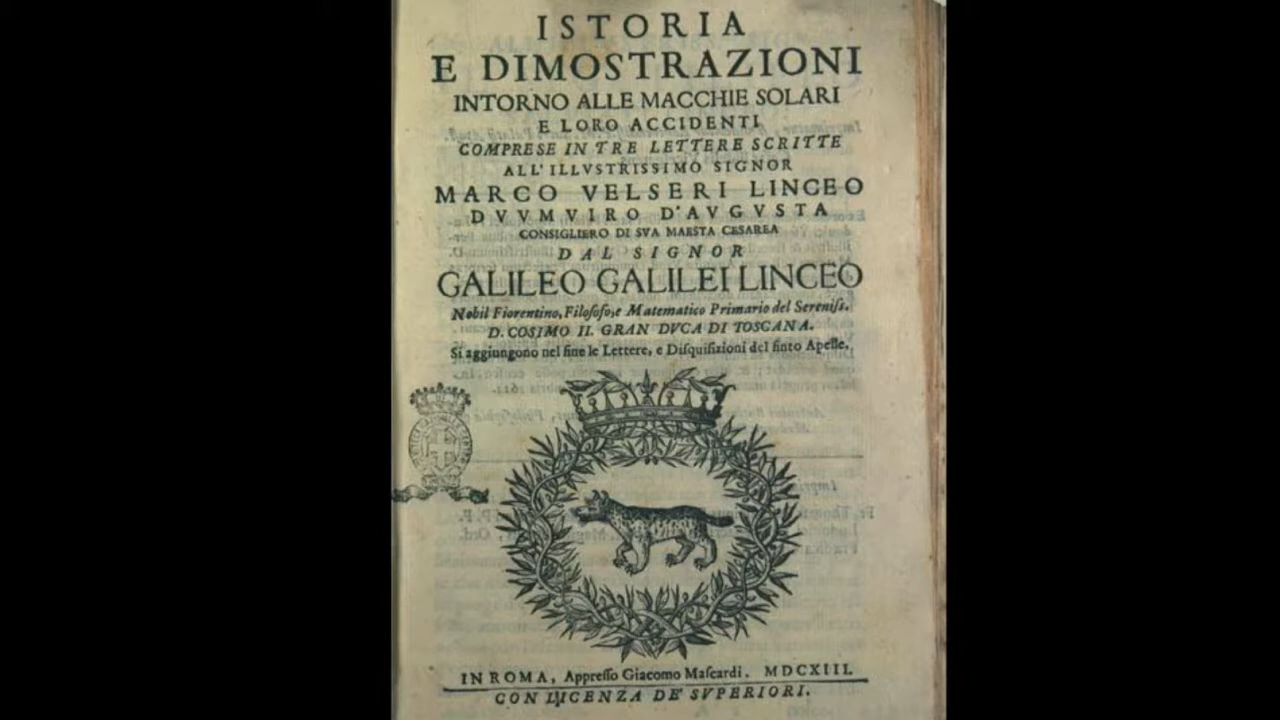 ISTORIA
E DIMOSTRAZIONI
INTORNO ALLE MACCHIE SOLARI
E LORO ACCIDENTI
COMPRESE IN TRE LETTERE SCRITTE
ALL'ILLVSTRISSIMO SIGNOR
MARCO VELSERI LINCEO
DVVMVIRO D'AVGVSTA
CONSIGLIERO DI SVA MAESTA CESAREA
DAL SIGNOR
GALILEO GALILEI LINCEO
Nobil Fiorentino, Filosofo, e Matematico Primario del Sereniſs.
D. COSIMO II. GRAN DVCA DI TOSCANA.
Si aggiungono nel fine le Lettere, e Diſquiſizioni del finto Apelle.
IN ROMA, Appreſſo Giacomo Maſcardi. MDCXIII.
CON LICENZA DE' SVPERIORI.